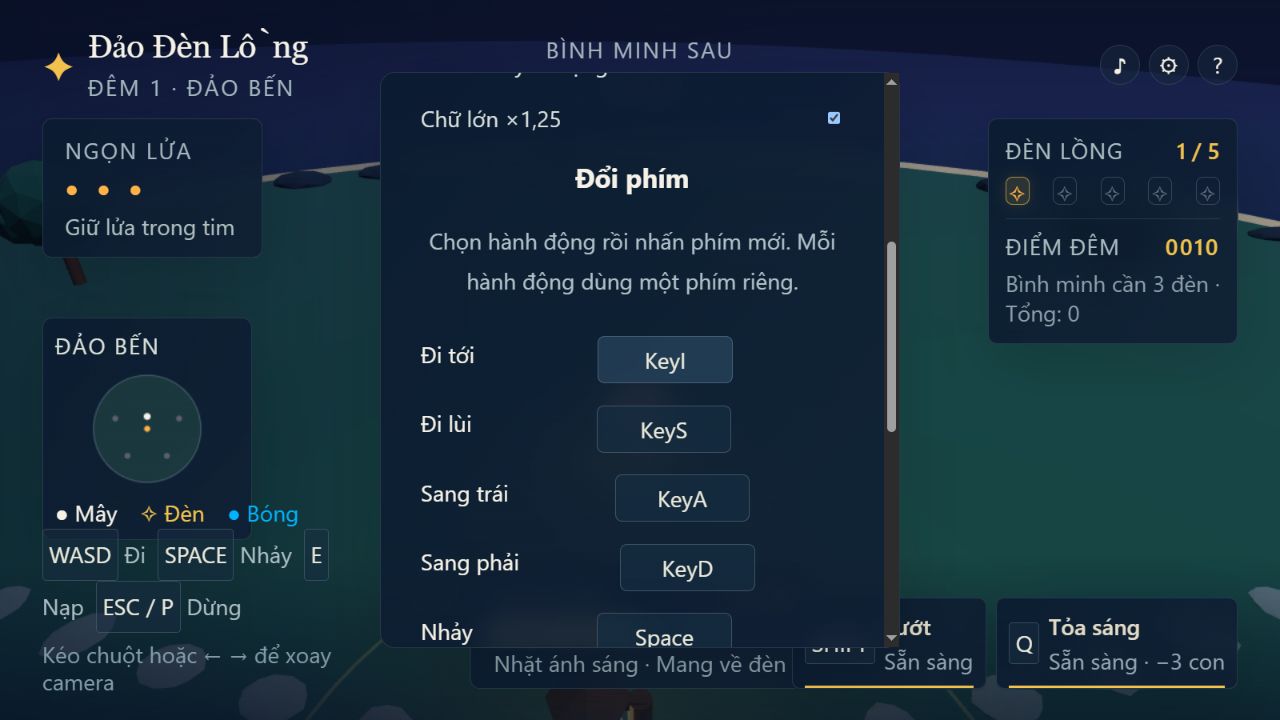 Đảo Đèn Lồng
ĐÊM 1 · ĐẢO BẾN
BÌNH MINH SAU
♪ ⚙ ?
NGỌN LỬA
Giữ lửa trong tim
ĐÈN LỒNG 1 / 5
ĐIỂM ĐÊM 0010
Bình minh cần 3 đèn ·
Tổng: 0
Chữ lớn ×1,25
Đổi phím
Chọn hành động rồi nhấn phím mới. Mỗi
hành động dùng một phím riêng.
Đi tới KeyI
Đi lùi KeyS
Sang trái KeyA
Sang phải KeyD
Nhảy Space
ĐẢO BẾN
● Mây ✧ Đèn ● Bóng
WASD Đi SPACE Nhảy E
Nạp ESC / P Dừng
Kéo chuột hoặc ← → để xoay
camera
Nhặt ánh sáng · Mang về đèn
Sẵn sàng
Q Tỏa sáng
Sẵn sàng · −3 con